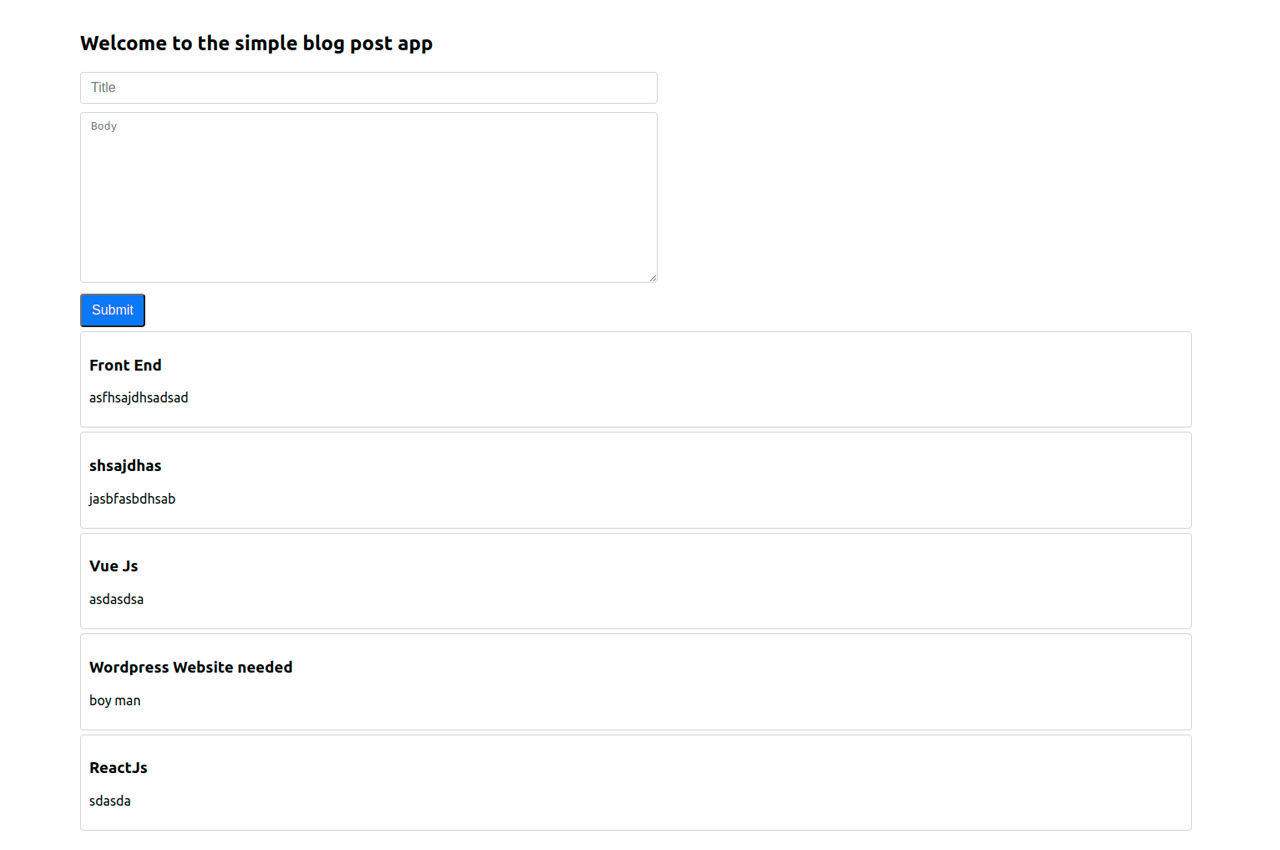 Welcome to the simple blog post app
Title
Body
Submit
Front End
asfhsajdhsadsad
shsajdhas
jasbfasbdhsab
Vue Js
asdasdsa
Wordpress Website needed
boy man
ReactJs
sdasda